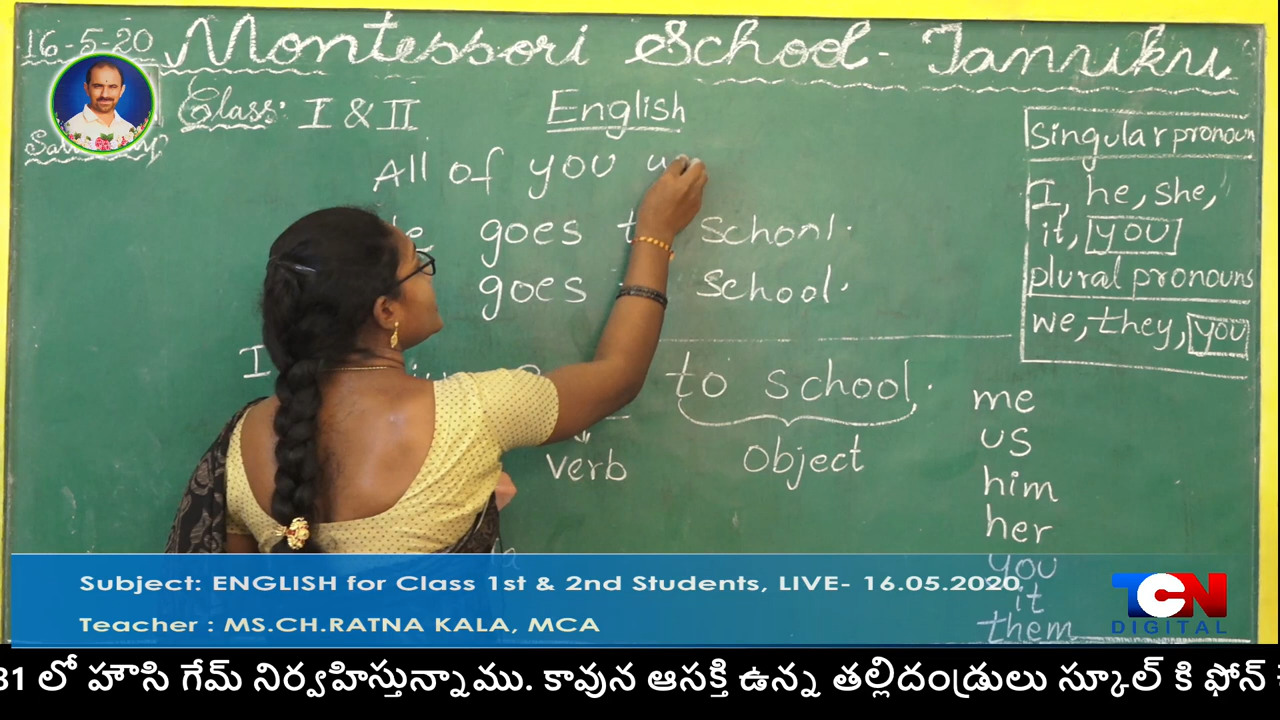 16-5-20 Montessori School - Tanuku
Class: I & II English
All of you
goes School.
goes School.
I to school.
verb Object
Singular pronoun
I, he, she,
it, you
plural pronouns
we, they, you
me
us
him
her
you
it
them
Subject: ENGLISH for Class 1st & 2nd Students, LIVE- 16.05.2020
Teacher : MS.CH.RATNA KALA, MCA
TCN
DIGITAL
31 లో హౌసి గేమ్ నిర్వహిస్తున్నాము. కావున ఆసక్తి ఉన్న తల్లిదండ్రులు స్కూల్ కి ఫోన్